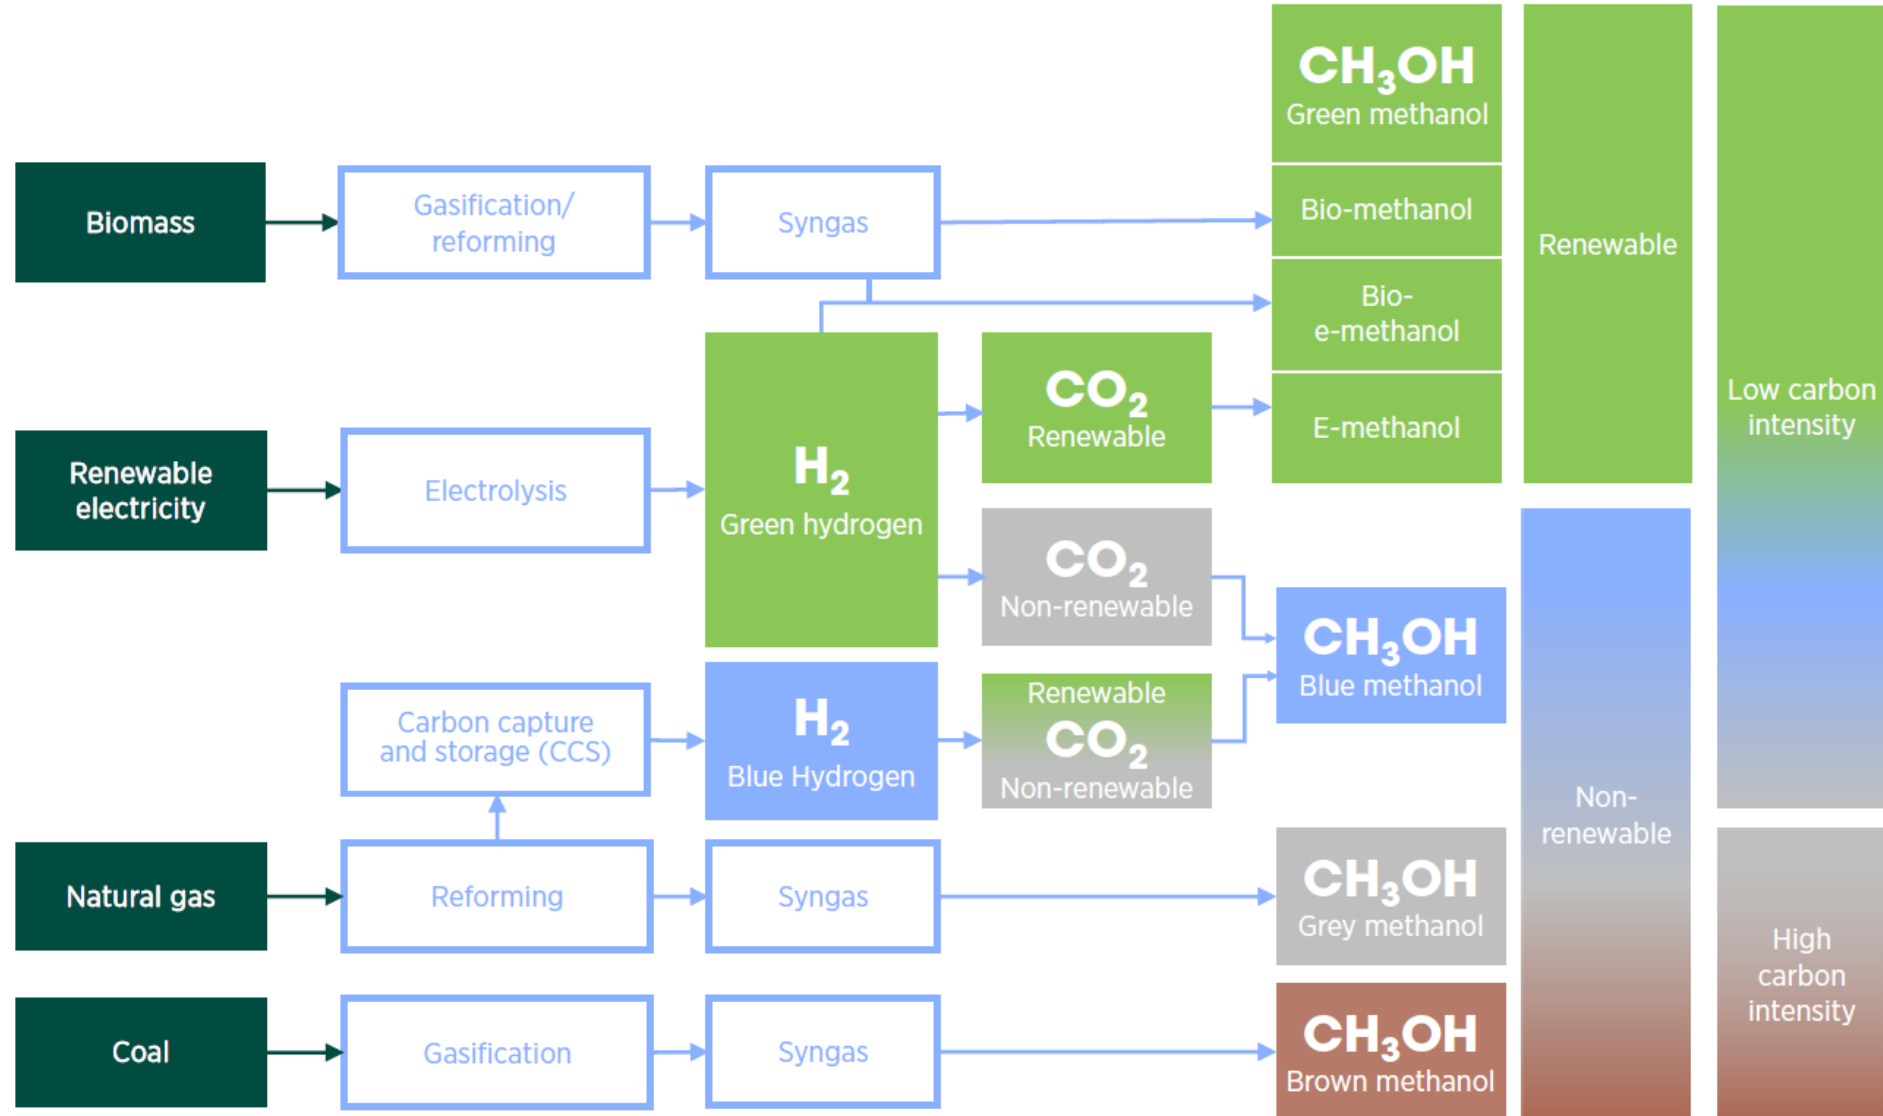 CH₃OH
Green methanol
Biomass
Gasification/
reforming
Syngas
Bio-methanol
Renewable
Bio-
e-methanol
Renewable
electricity
Electrolysis
H₂
Green hydrogen
CO₂
Renewable
E-methanol
Low carbon
intensity
CO₂
Non-renewable
CH₃OH
Blue methanol
Carbon capture
and storage (CCS)
H₂
Blue Hydrogen
Renewable
CO₂
Non-renewable
Non-
renewable
Natural gas
Reforming
Syngas
CH₃OH
Grey methanol
High
carbon
intensity
Coal
Gasification
Syngas
CH₃OH
Brown methanol